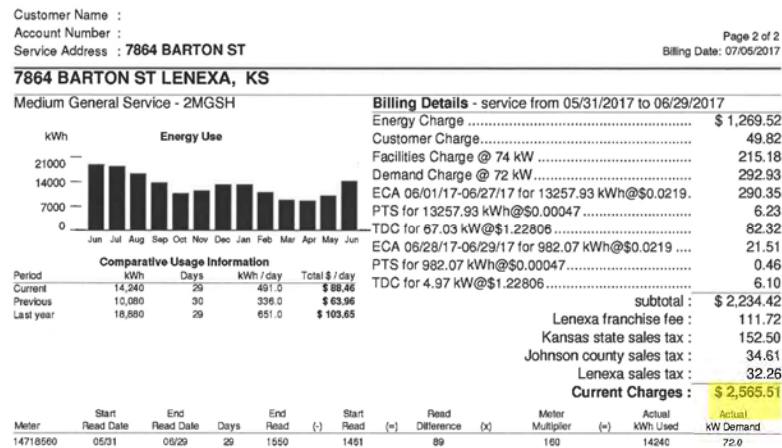 Customer Name :
Account Number :
Service Address : 7864 BARTON ST
Page 2 of 2
Billing Date: 07/05/2017
7864 BARTON ST LENEXA, KS
Medium General Service - 2MGSH
kWh
Energy Use
21000
14000
7000
0
Jun Jul Aug Sep Oct Nov Dec Jan Feb Mar Apr May Jun
Comparative Usage Information
Period kWh Days kWh / day Total $ / day
Current 14,240 29 491.0 $ 88.46
Previous 10,080 30 336.0 $ 63.96
Last year 18,880 29 651.0 $ 103.65
Billing Details - service from 05/31/2017 to 06/29/2017
Energy Charge ........ $ 1,269.52
Customer Charge........ 49.82
Facilities Charge @ 74 kW ........ 215.18
Demand Charge @ 72 kW........ 292.93
ECA 06/01/17-06/27/17 for 13257.93 kWh@$0.0219. 290.35
PTS for 13257.93 kWh@$0.00047........ 6.23
TDC for 67.03 kW@$1.22806........ 82.32
ECA 06/28/17-06/29/17 for 982.07 kWh@$0.0219 .... 21.51
PTS for 982.07 kWh@$0.00047........ 0.46
TDC for 4.97 kW@$1.22806........ 6.10
subtotal : $ 2,234.42
Lenexa franchise fee : 111.72
Kansas state sales tax : 152.50
Johnson county sales tax : 34.61
Lenexa sales tax : 32.26
Current Charges : $ 2,565.51
Meter Start Read Date End Read Date Days End Read (-) Start Read (=) Read Difference (x) Meter Multiplier (=) Actual kWh Used Actual kW Demand
14718560 05/31 06/29 29 1550 1461 89 160 14240 72.0